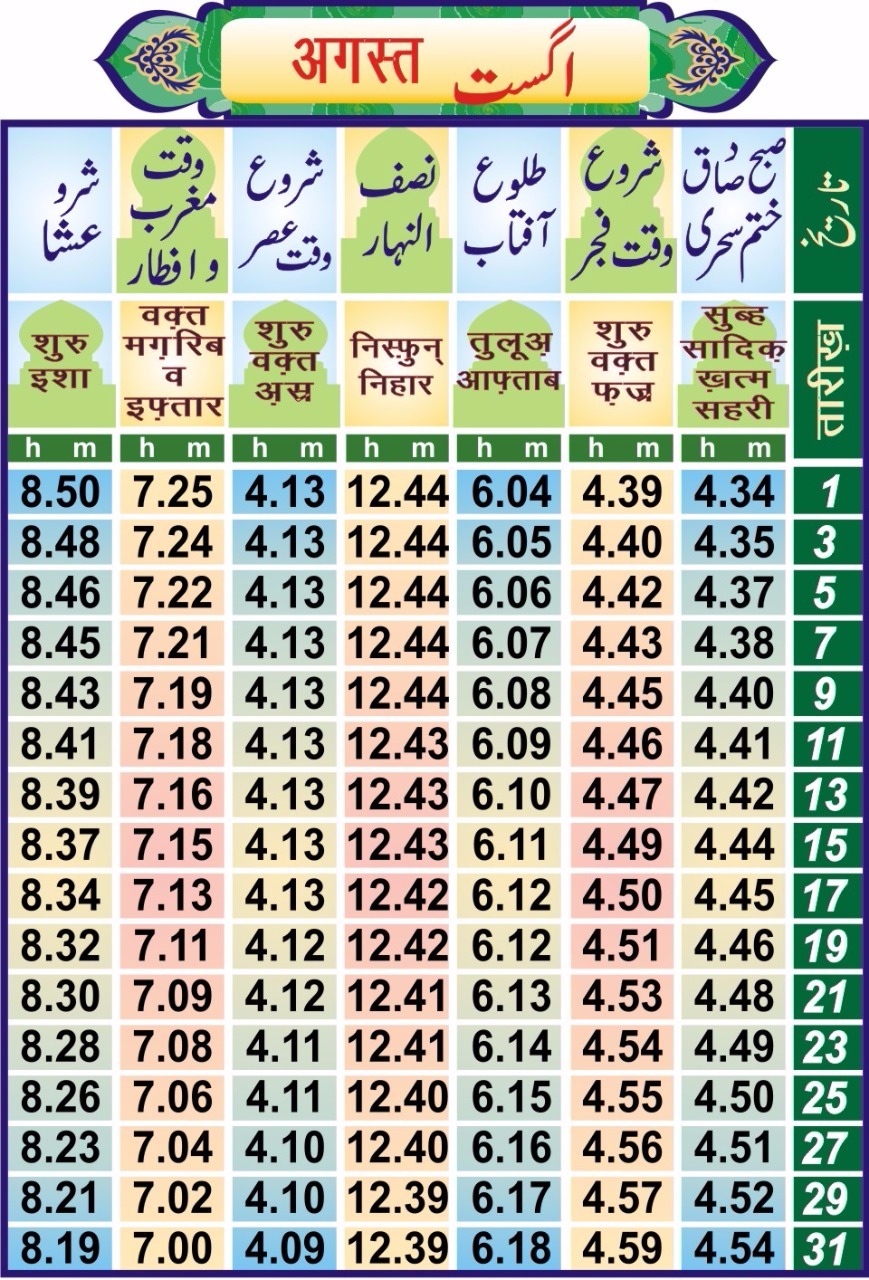 अगस्त اگست
تاریخ
صبح صادق ختم سحری
شروع وقت فجر
طلوع آفتاب
نصف النہار
شروع وقت عصر
وقت مغرب و افطار
شرو عشا
शुरु इशा
वक़्त मग़रिब व इफ़्तार
शुरु वक़्त अ़स्र
निस्फ़ुन् निहार
तुलूअ़ आफ़्ताब
शुरु वक़्त फ़ज्र
सुब्ह सादिक़ ख़त्म सहरी
तारीख़
h m h m h m h m h m h m h m
8.50 7.25 4.13 12.44 6.04 4.39 4.34 1
8.48 7.24 4.13 12.44 6.05 4.40 4.35 3
8.46 7.22 4.13 12.44 6.06 4.42 4.37 5
8.45 7.21 4.13 12.44 6.07 4.43 4.38 7
8.43 7.19 4.13 12.44 6.08 4.45 4.40 9
8.41 7.18 4.13 12.43 6.09 4.46 4.41 11
8.39 7.16 4.13 12.43 6.10 4.47 4.42 13
8.37 7.15 4.13 12.43 6.11 4.49 4.44 15
8.34 7.13 4.13 12.42 6.12 4.50 4.45 17
8.32 7.11 4.12 12.42 6.12 4.51 4.46 19
8.30 7.09 4.12 12.41 6.13 4.53 4.48 21
8.28 7.08 4.11 12.41 6.14 4.54 4.49 23
8.26 7.06 4.11 12.40 6.15 4.55 4.50 25
8.23 7.04 4.10 12.40 6.16 4.56 4.51 27
8.21 7.02 4.10 12.39 6.17 4.57 4.52 29
8.19 7.00 4.09 12.39 6.18 4.59 4.54 31